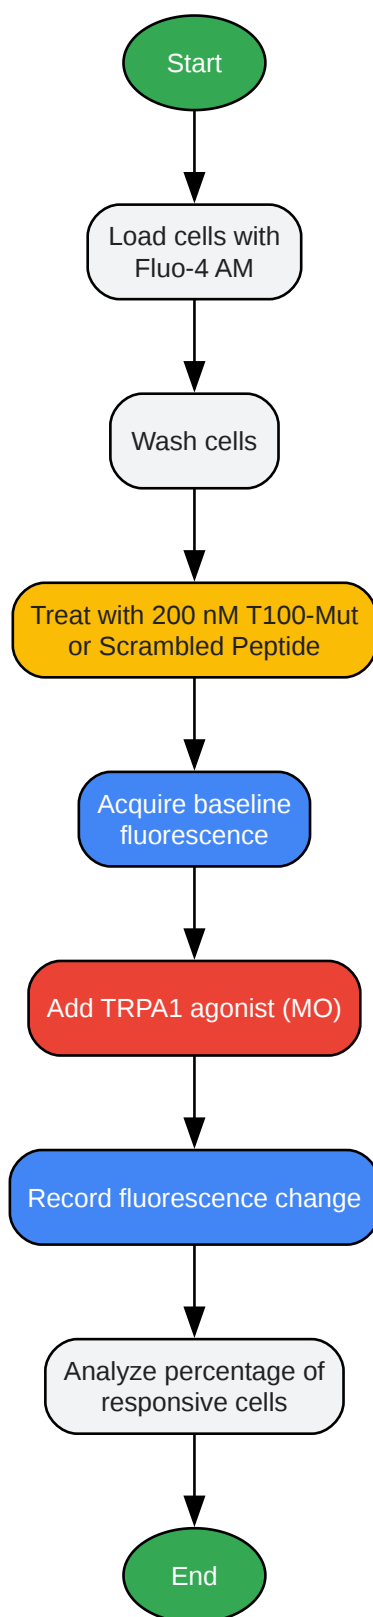 Start
Load cells with
Fluo-4 AM
Wash cells
Treat with 200 nM T100-Mut
or Scrambled Peptide
Acquire baseline
fluorescence
Add TRPA1 agonist (MO)
Record fluorescence change
Analyze percentage of
responsive cells
End